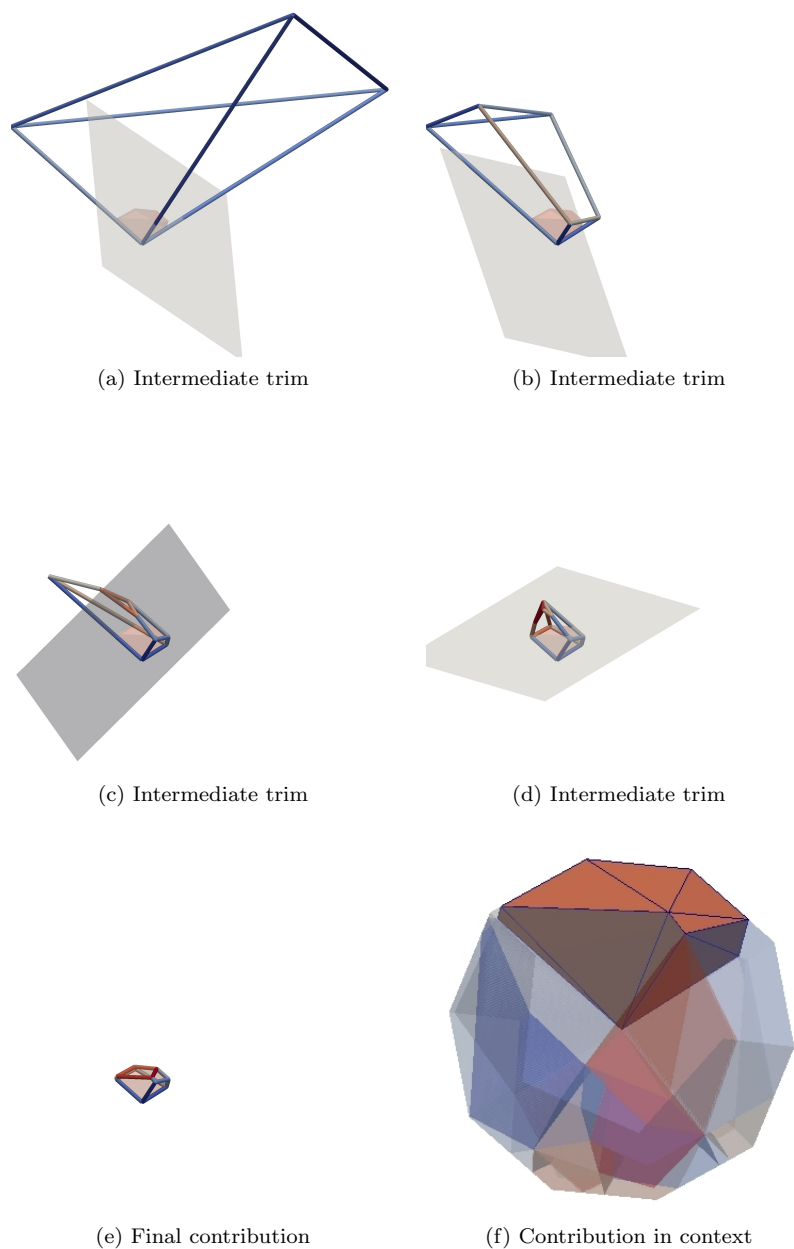 (a) Intermediate trim
(b) Intermediate trim
(c) Intermediate trim
(d) Intermediate trim
(e) Final contribution
(f) Contribution in context